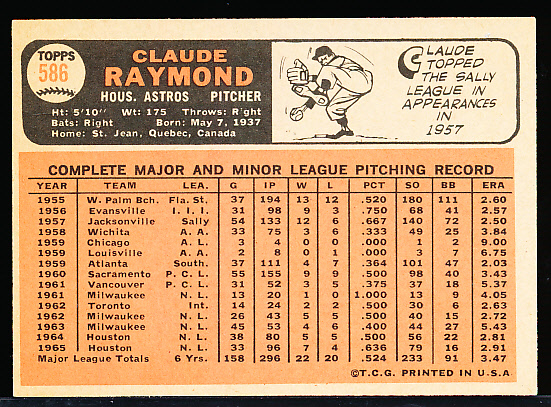 TOPPS
586
CLAUDE
RAYMOND
HOUS. ASTROS PITCHER
Ht: 5'10" Wt: 175 Throws: Right
Bats: Right Born: May 7, 1937
Home: St. Jean, Quebec, Canada
CLAUDE
TOPPED
THE SALLY
LEAGUE IN
APPEARANCES
IN
1957
COMPLETE MAJOR AND MINOR LEAGUE PITCHING RECORD
YEAR TEAM LEA. G IP W L PCT SO BB ERA
1955 W. Palm Bch. Fla. St. 37 194 13 12 .520 180 111 2.60
1956 Evansville I. I. I. 31 98 9 3 .750 68 41 2.57
1957 Jacksonville Sally 54 133 12 6 .667 140 72 2.50
1958 Wichita A. A. 33 75 3 6 .333 49 25 3.84
1959 Chicago A. L. 3 4 0 0 .000 1 2 9.00
1959 Louisville A. A. 2 8 0 1 .000 3 7 6.75
1959 Atlanta South. 37 111 4 7 .364 101 47 2.03
1960 Sacramento P. C. L. 55 155 9 9 .500 98 40 3.43
1961 Vancouver P. C. L. 31 52 3 5 .375 37 18 5.37
1961 Milwaukee N. L. 13 20 1 0 1.000 13 9 4.05
1962 Toronto Int. 14 24 2 2 .500 30 6 2.63
1962 Milwaukee N. L. 26 43 5 5 .500 40 15 2.72
1963 Milwaukee N. L. 45 53 4 6 .400 44 27 5.43
1964 Houston N. L. 38 80 5 5 .500 56 22 2.81
1965 Houston N. L. 33 96 7 4 .636 79 16 2.91
Major League Totals 6 Yrs. 158 296 22 20 .524 233 91 3.47
©T.C.G. PRINTED IN U.S.A.